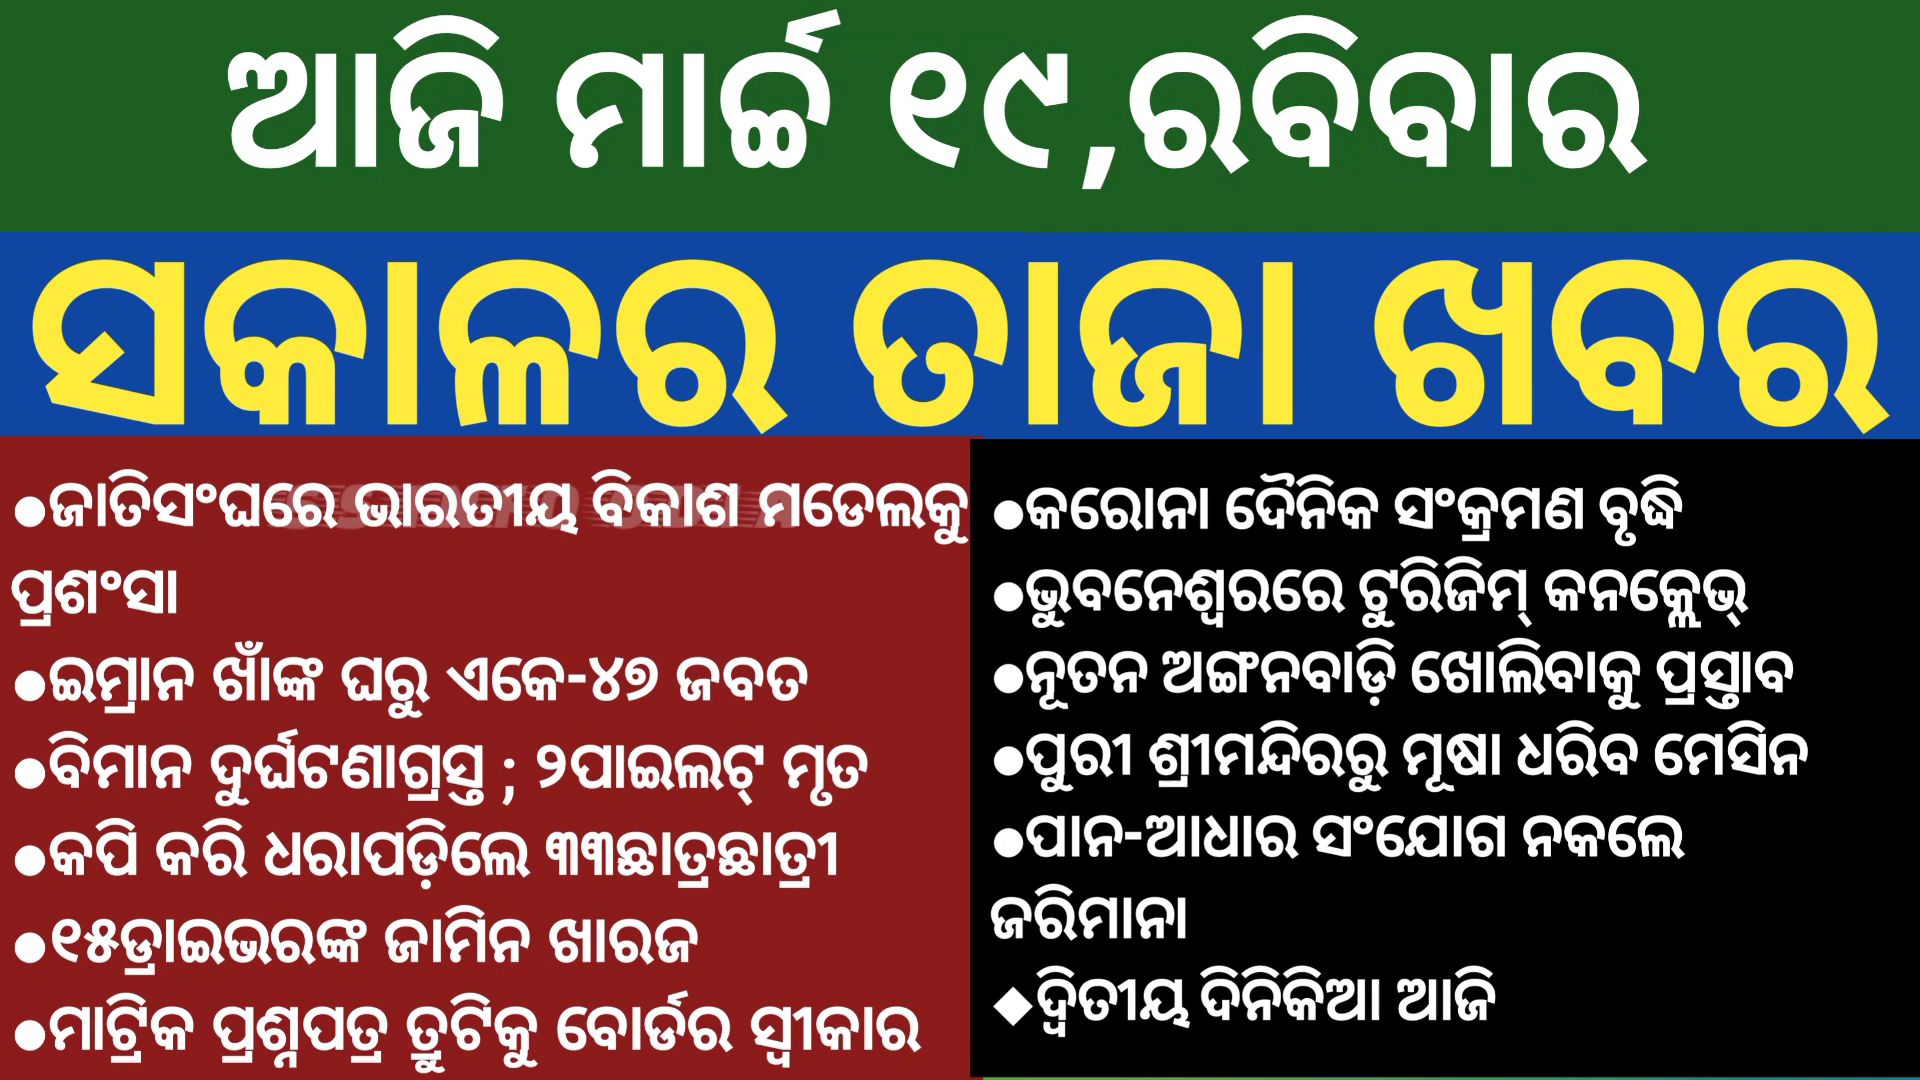 ଆଜି ମାର୍ଚ୍ଚ ୧୯,ରବିବାର
ସକାଳର ତାଜା ଖବର
●ଜାତିସଂଘରେ ଭାରତୀୟ ବିକାଶ ମଡେଲକୁ
ପ୍ରଶଂସା
●ଇମ୍ରାନ ଖାଁଙ୍କ ଘରୁ ଏକେ-୪୭ ଜବତ
●ବିମାନ ଦୁର୍ଘଟଣାଗ୍ରସ୍ତ ; ୨ପାଇଲଟ୍ ମୃତ
●କପି କରି ଧରାପଡ଼ିଲେ ୩୩ଛାତ୍ରଛାତ୍ରୀ
●୧୫ଡ୍ରାଇଭରଙ୍କ ଜାମିନ ଖାରଜ
●ମାଟ୍ରିକ ପ୍ରଶ୍ନପତ୍ର ତ୍ରୁଟିକୁ ବୋର୍ଡର ସ୍ୱୀକାର
●କରୋନା ଦୈନିକ ସଂକ୍ରମଣ ବୃଦ୍ଧି
●ଭୁବନେଶ୍ୱରରେ ଟୁରିଜିମ୍ କନକ୍ଲେଭ୍
●ନୂତନ ଅଙ୍ଗନବାଡ଼ି ଖୋଲିବାକୁ ପ୍ରସ୍ତାବ
●ପୁରୀ ଶ୍ରୀମନ୍ଦିରରୁ ମୂଷା ଧରିବ ମେସିନ
●ପାନ-ଆଧାର ସଂଯୋଗ ନକଲେ
ଜରିମାନା
◆ଦ୍ୱିତୀୟ ଦିନିକିଆ ଆଜି